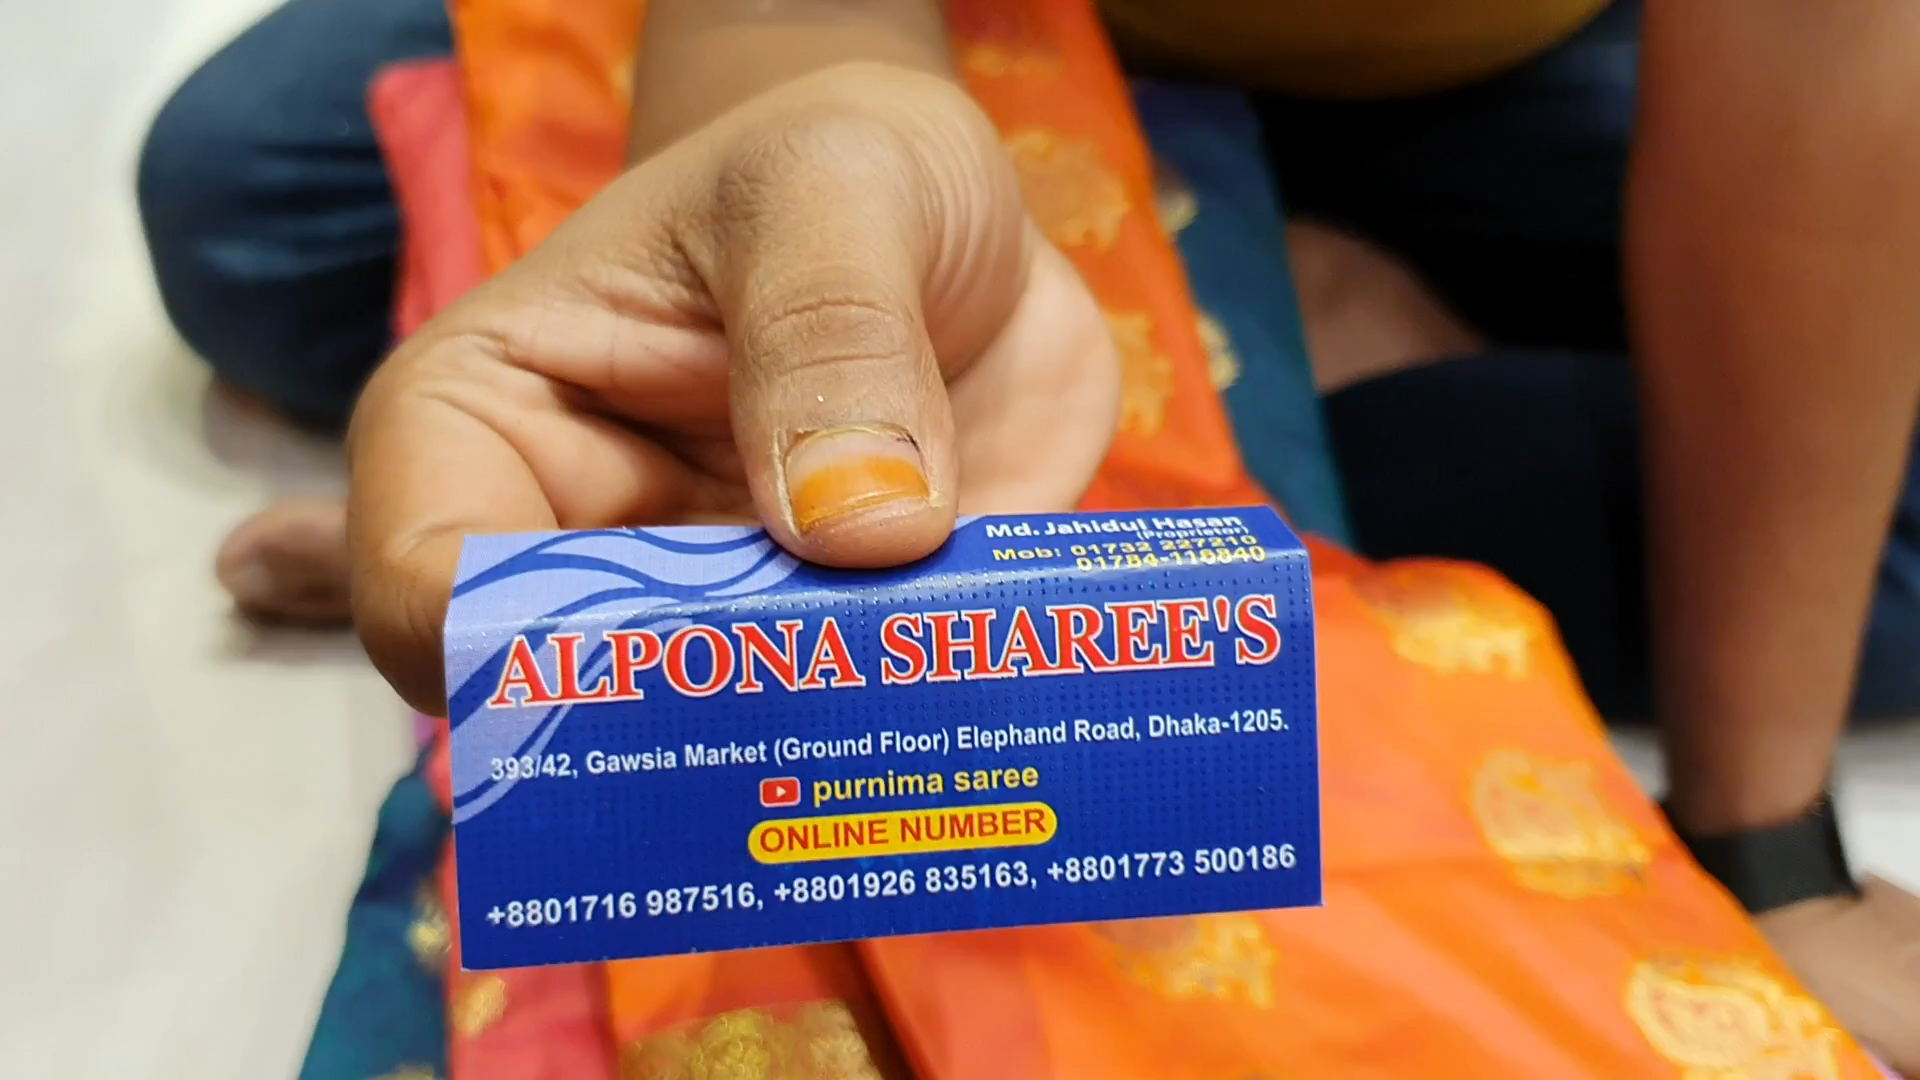 Md. Jahidul Hasan
(Proprietor)
Mob: 01732 227210
01784-116840
ALPONA SHAREE'S
393/42, Gawsia Market (Ground Floor) Elephand Road, Dhaka-1205.
purnima saree
ONLINE NUMBER
+8801716 987516, +8801926 835163, +8801773 500186